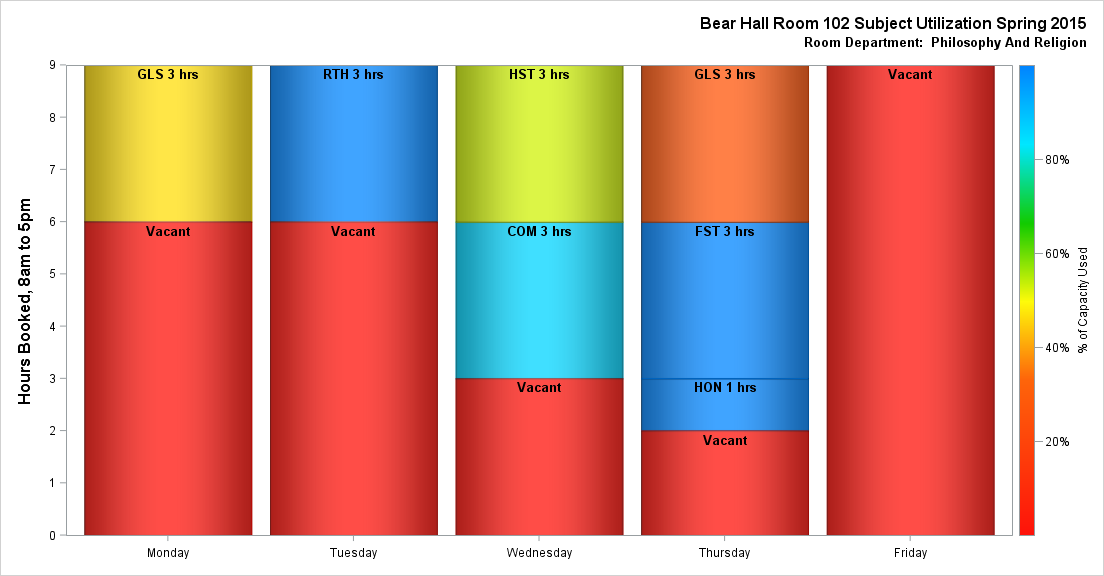 Bear Hall Room 102 Subject Utilization Spring 2015
Room Department:  Philosophy And Religion
Hours Booked, 8am to 5pm
9
8
7
6
5
4
3
2
1
0
GLS 3 hrs
Vacant
RTH 3 hrs
Vacant
HST 3 hrs
COM 3 hrs
Vacant
GLS 3 hrs
FST 3 hrs
HON 1 hrs
Vacant
Vacant
Monday
Tuesday
Wednesday
Thursday
Friday
80%
60%
40%
20%
% of Capacity Used